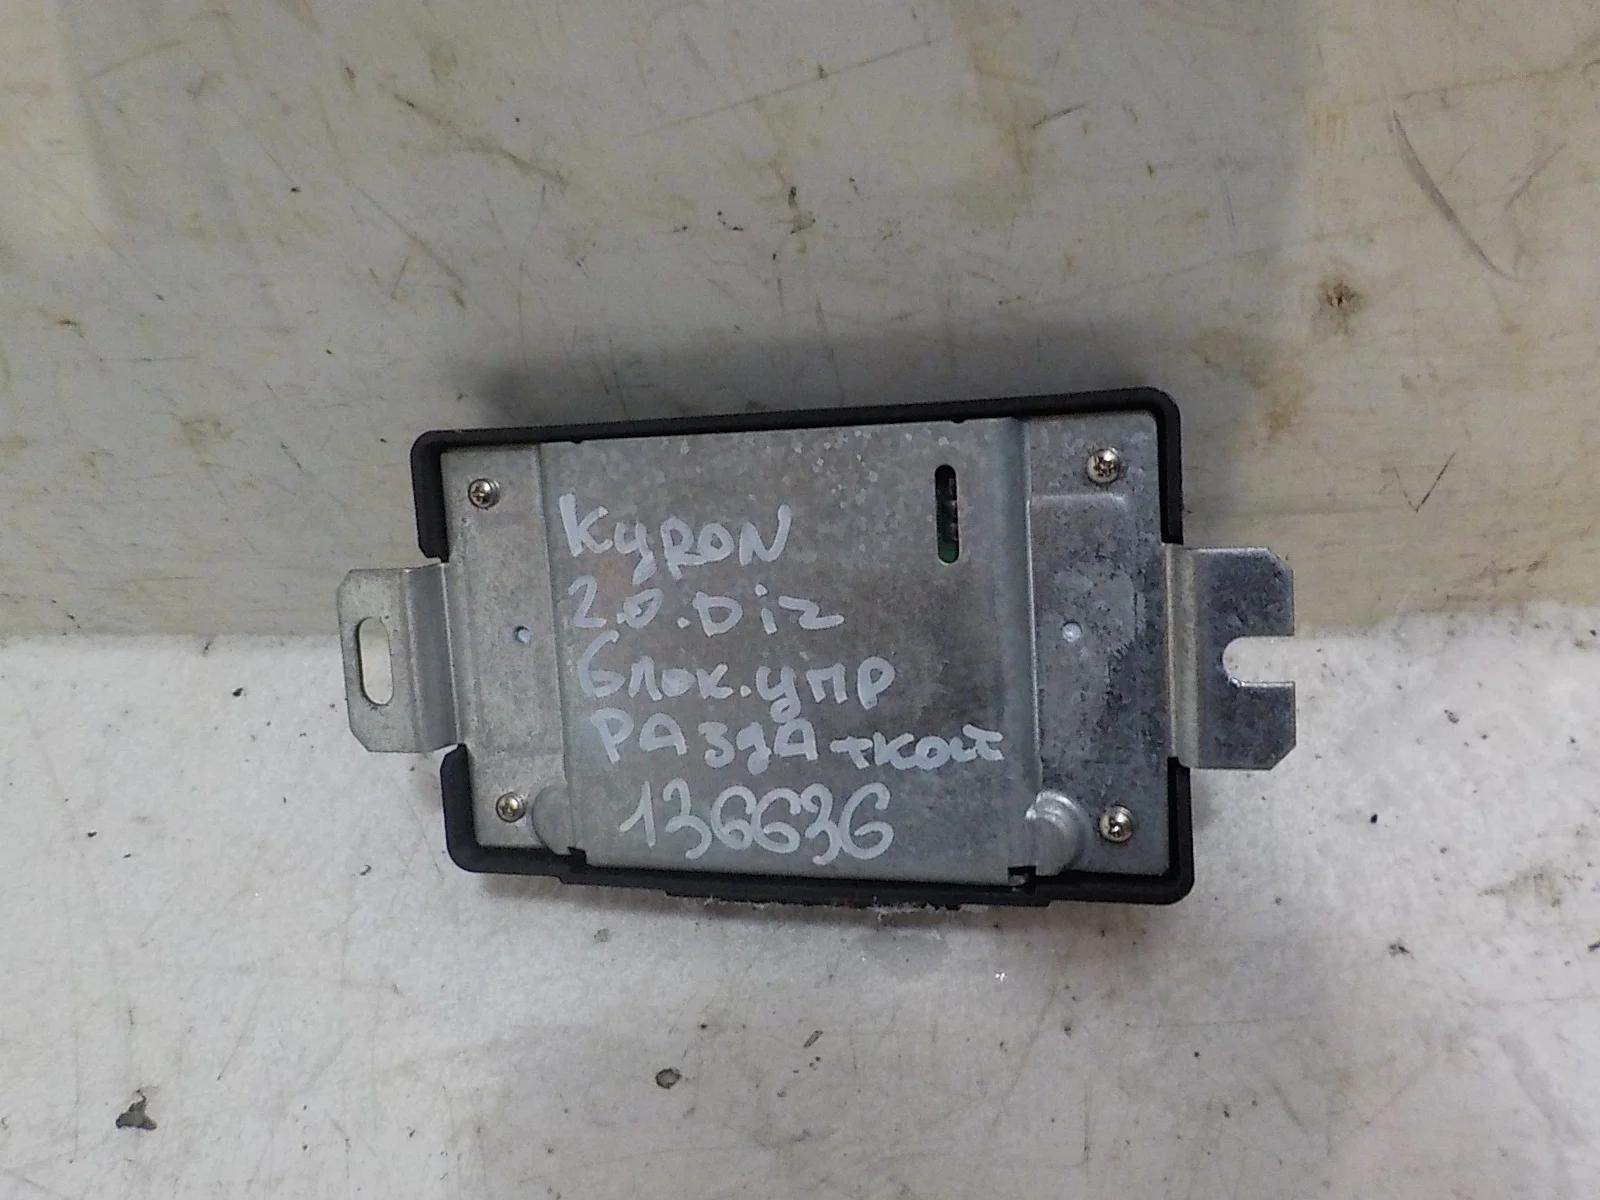 KyRON
2.0.Diz
блок.упр
РАЗдАткой
136636